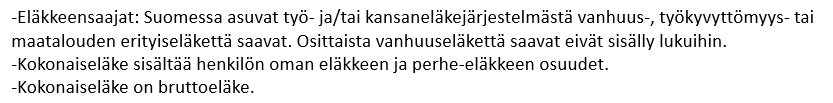 -Eläkkeensaajat: Suomessa asuvat työ- ja/tai kansaneläkejärjestelmästä vanhuus-, työkyvyttömyys- tai
maatalouden erityiseläkettä saavat. Osittaista vanhuuseläkettä saavat eivät sisälly lukuihin.
-Kokonaiseläke sisältää henkilön oman eläkkeen ja perhe-eläkkeen osuudet.
-Kokonaiseläke on bruttoeläke.